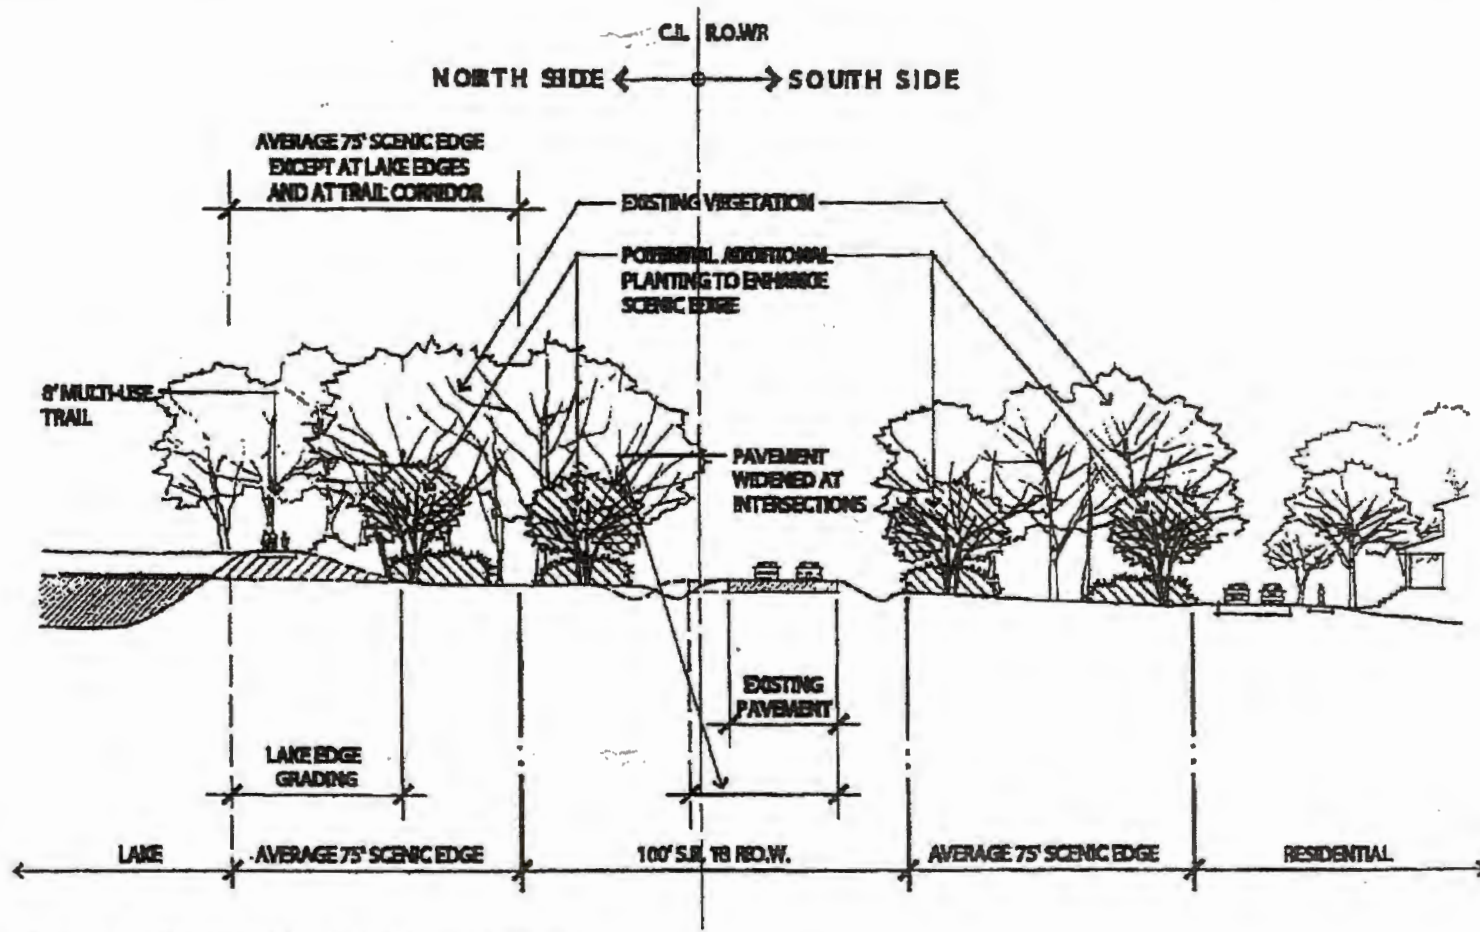 C.L. R.O.W.
NORTH SIDE SOUTH SIDE
AVERAGE 75' SCENIC EDGE
EXCEPT AT LAKE EDGES
AND AT TRAIL CORRIDOR
EXISTING VEGETATION
POTENTIAL ADDITIONAL
PLANTING TO ENHANCE
SCENIC EDGE
8' MULTI-USE
TRAIL
PAVEMENT
WIDENED AT
INTERSECTIONS
EXISTING
PAVEMENT
LAKE EDGE
GRADING
LAKE
AVERAGE 75' SCENIC EDGE
100' S.R. R.O.W.
AVERAGE 75' SCENIC EDGE
RESIDENTIAL